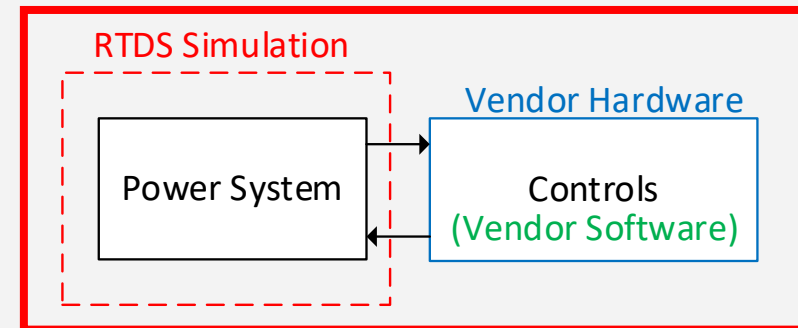 RTDS Simulation
Vendor Hardware
Power System
Controls
(Vendor Software)